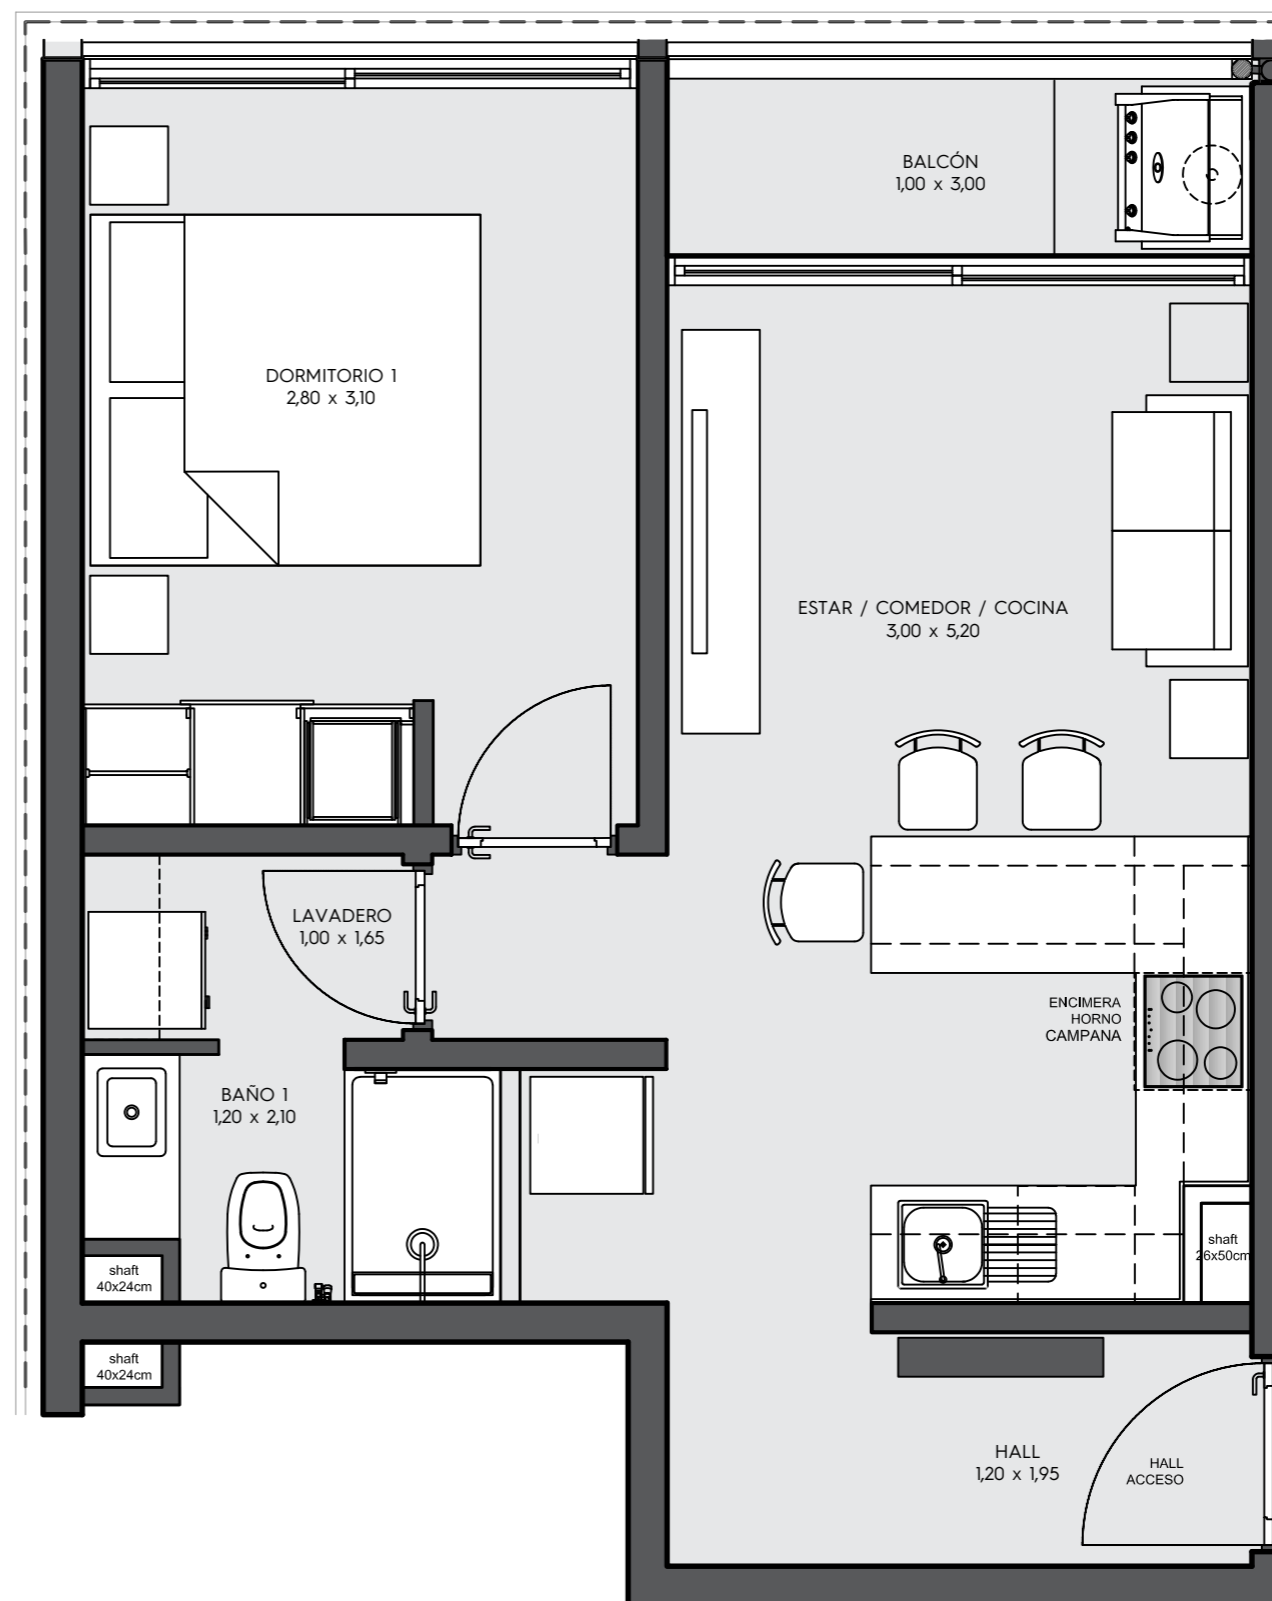 BALCÓN
1,00 x 3,00
DORMITORIO 1
2,80 x 3,10
ESTAR / COMEDOR / COCINA
3,00 x 5,20
LAVADERO
1,00 x 1,65
ENCIMERA
HORNO
CAMPANA
BAÑO 1
1,20 x 2,10
shaft
26x50cm
shaft
40x24cm
shaft
40x24cm
HALL
1,20 x 1,95
HALL
ACCESO